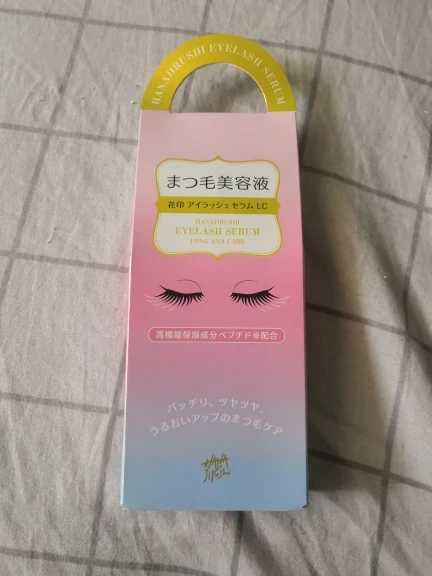 HANAJIRUSHI EYELASH SERUM
まつ毛美容液
花印 アイラッシュ セラム LC
HANAJIRUSHI
EYELASH SERUM
LONG AND CARE
高機能保湿成分ペプチド※配合
パッチリ、ツヤツヤ、
うるおいアップのまつ毛ケア
HANA